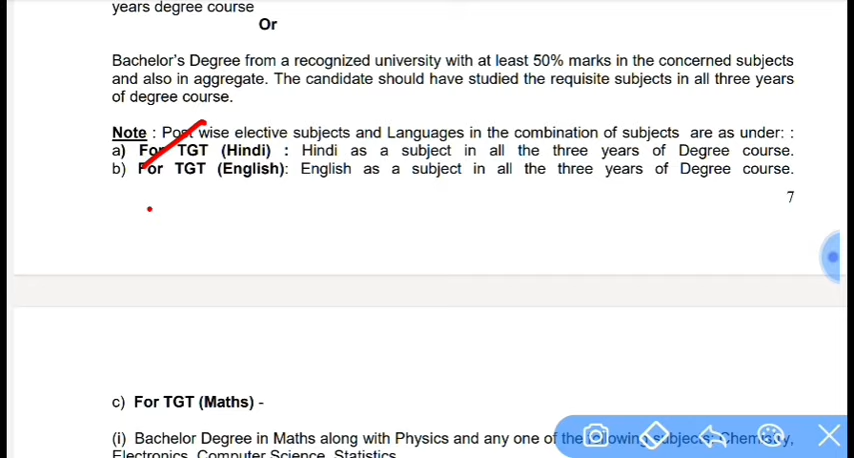 years degree course
Or
Bachelor's Degree from a recognized university with at least 50% marks in the concerned subjects
and also in aggregate. The candidate should have studied the requisite subjects in all three years
of degree course.
Note : Post wise elective subjects and Languages in the combination of subjects are as under: :
a) For TGT (Hindi) : Hindi as a subject in all the three years of Degree course.
b) For TGT (English): English as a subject in all the three years of Degree course.
7
c) For TGT (Maths) -
(i) Bachelor Degree in Maths along with Physics and any one of the following subjects: Chemistry,
Electronics, Computer Science, Statistics